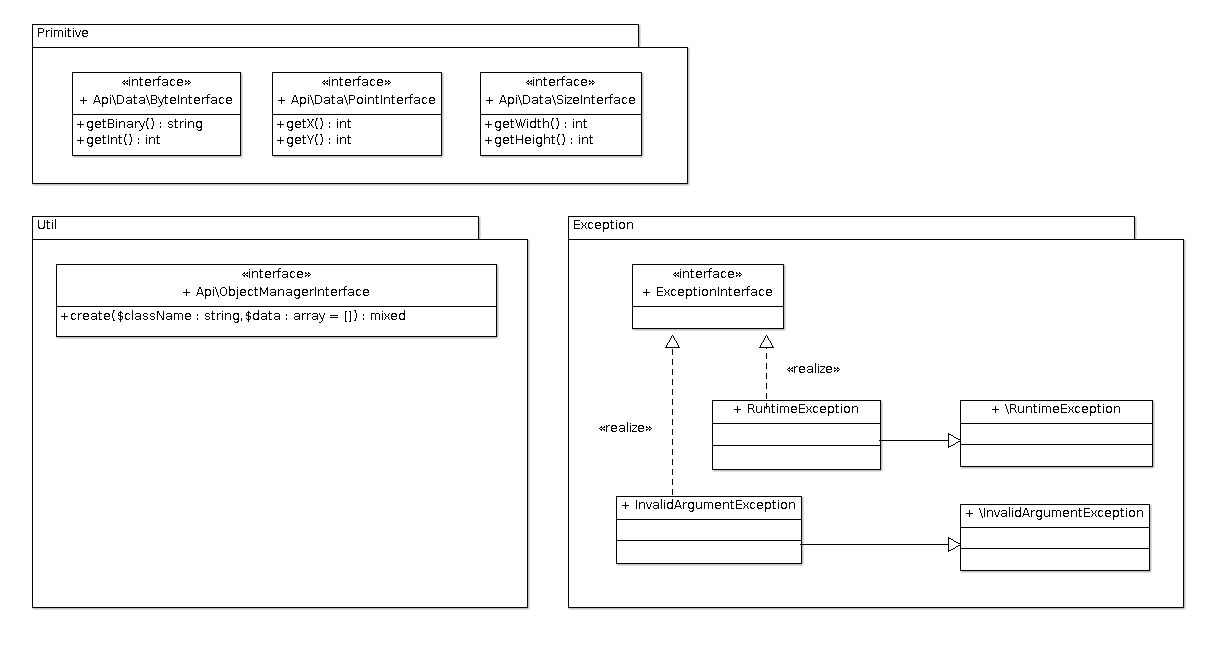 Primitive
«interface»
+ Api\Data\ByteInterface
+getBinary() : string
+getInt() : int
«interface»
+ Api\Data\PointInterface
+getX() : int
+getY() : int
«interface»
+ Api\Data\SizeInterface
+getWidth() : int
+getHeight() : int
Util
«interface»
+ Api\ObjectManagerInterface
+create($className : string,$data : array = []) : mixed
Exception
«interface»
+ ExceptionInterface
«realize»
+ RuntimeException
+ \RuntimeException
«realize»
+ InvalidArgumentException
+ \InvalidArgumentException